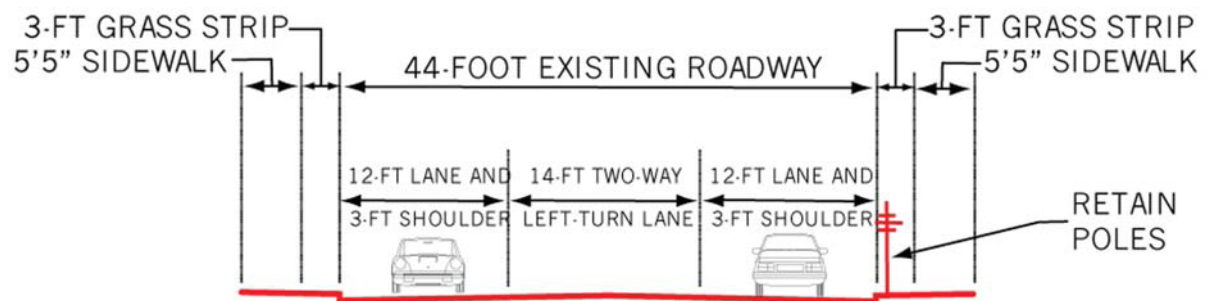 3-FT GRASS STRIP
5'5" SIDEWALK
44-FOOT EXISTING ROADWAY
3-FT GRASS STRIP
5'5" SIDEWALK
12-FT LANE AND
3-FT SHOULDER
14-FT TWO-WAY
LEFT-TURN LANE
12-FT LANE AND
3-FT SHOULDER
RETAIN
POLES